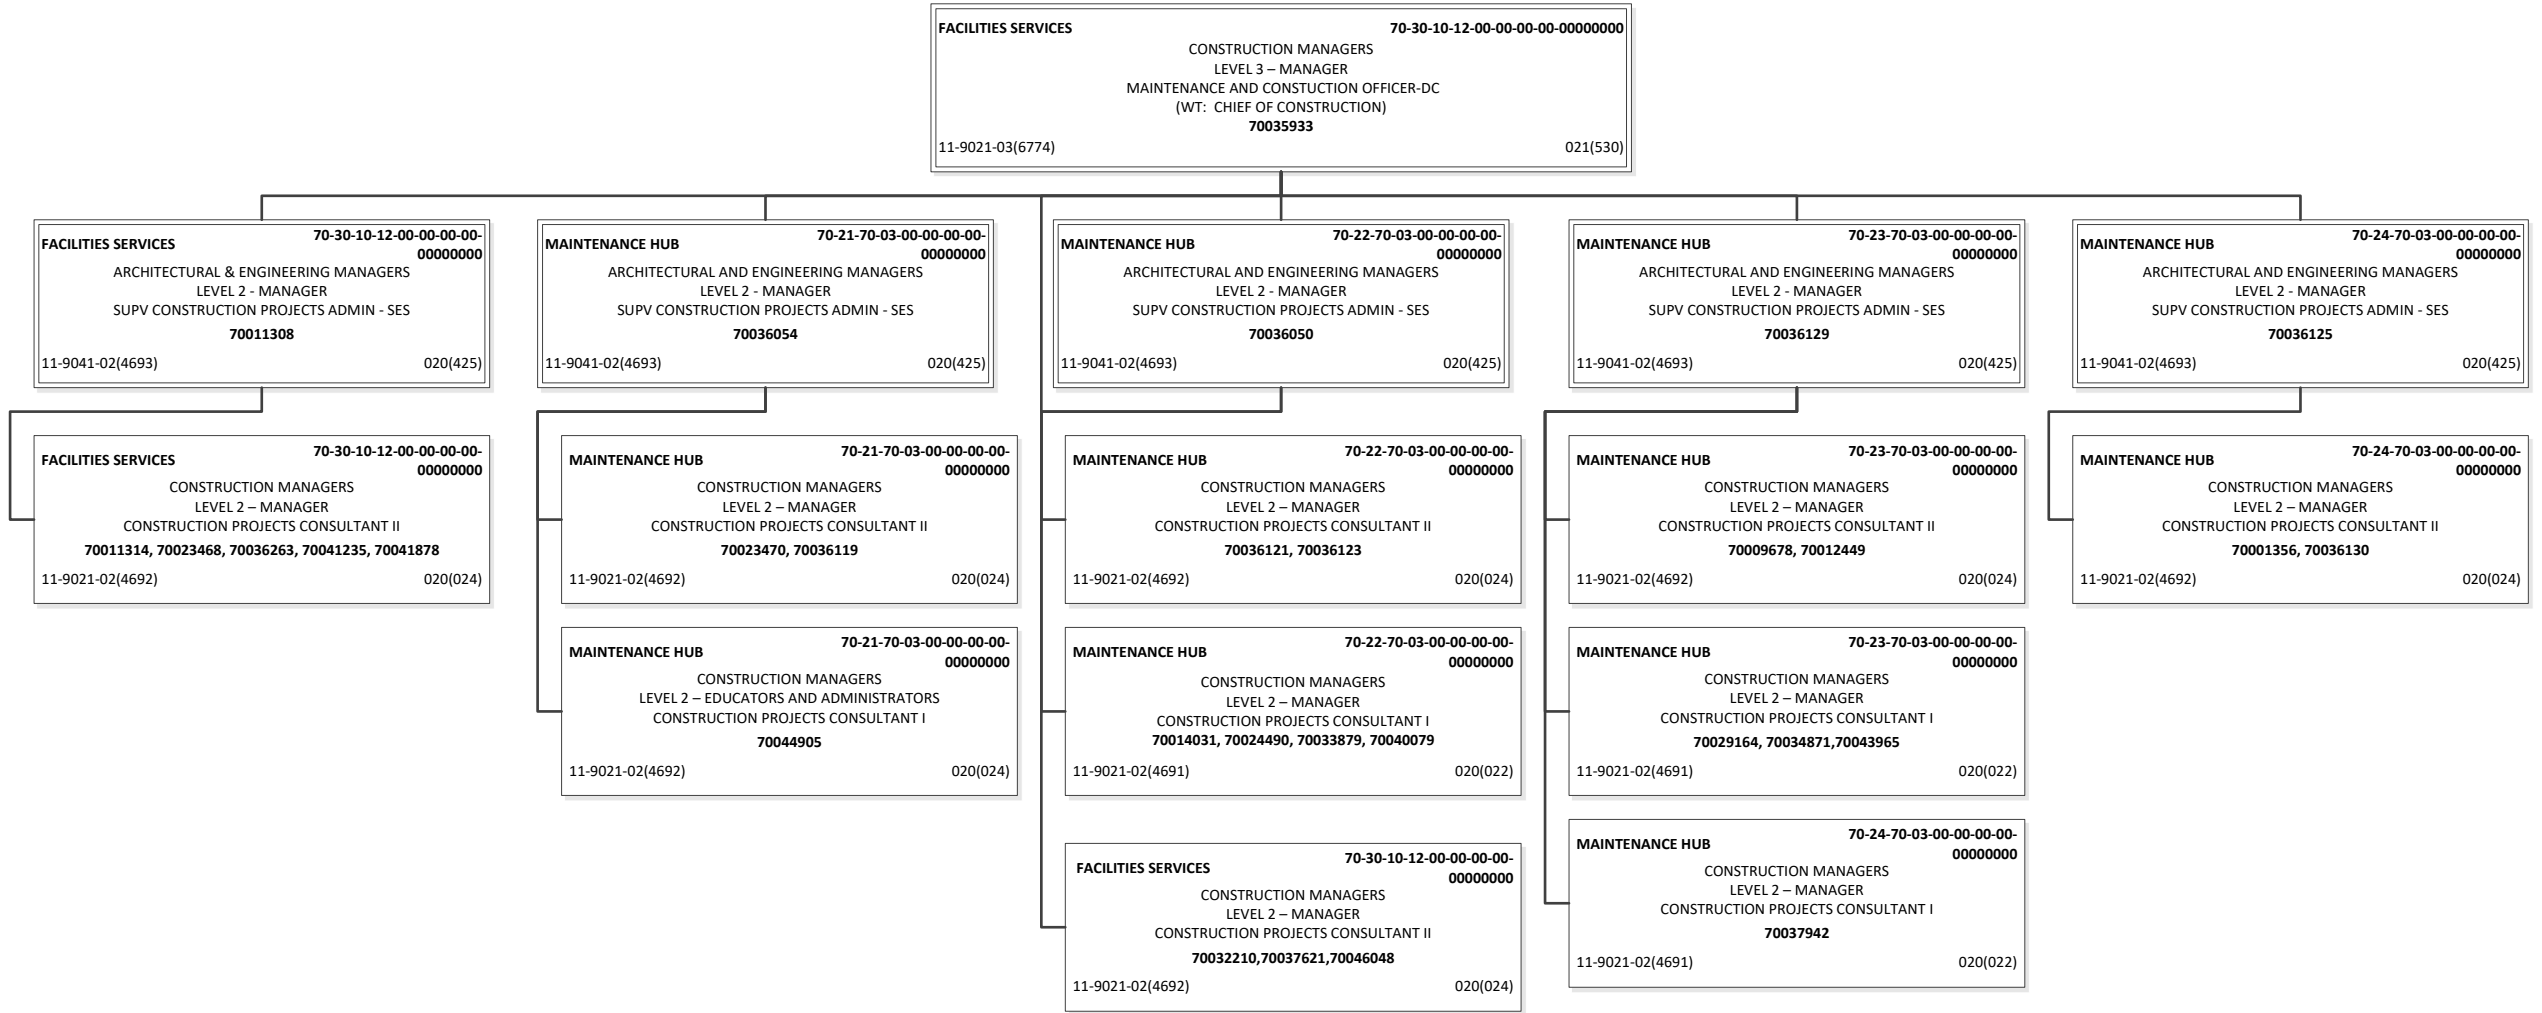 FACILITIES SERVICES 70-30-10-12-00-00-00-00-00000000
CONSTRUCTION MANAGERS
LEVEL 3 – MANAGER
MAINTENANCE AND CONSTUCTION OFFICER-DC
(WT: CHIEF OF CONSTRUCTION)
70035933
11-9021-03(6774) 021(530)
FACILITIES SERVICES 70-30-10-12-00-00-00-00-
00000000
ARCHITECTURAL & ENGINEERING MANAGERS
LEVEL 2 - MANAGER
SUPV CONSTRUCTION PROJECTS ADMIN - SES
70011308
11-9041-02(4693) 020(425)
MAINTENANCE HUB 70-21-70-03-00-00-00-00-
00000000
ARCHITECTURAL AND ENGINEERING MANAGERS
LEVEL 2 - MANAGER
SUPV CONSTRUCTION PROJECTS ADMIN - SES
70036054
11-9041-02(4693) 020(425)
MAINTENANCE HUB 70-22-70-03-00-00-00-00-
00000000
ARCHITECTURAL AND ENGINEERING MANAGERS
LEVEL 2 - MANAGER
SUPV CONSTRUCTION PROJECTS ADMIN - SES
70036050
11-9041-02(4693) 020(425)
MAINTENANCE HUB 70-23-70-03-00-00-00-00-
00000000
ARCHITECTURAL AND ENGINEERING MANAGERS
LEVEL 2 - MANAGER
SUPV CONSTRUCTION PROJECTS ADMIN - SES
70036129
11-9041-02(4693) 020(425)
MAINTENANCE HUB 70-24-70-03-00-00-00-00-
00000000
ARCHITECTURAL AND ENGINEERING MANAGERS
LEVEL 2 - MANAGER
SUPV CONSTRUCTION PROJECTS ADMIN - SES
70036125
11-9041-02(4693) 020(425)
FACILITIES SERVICES 70-30-10-12-00-00-00-00-
00000000
CONSTRUCTION MANAGERS
LEVEL 2 – MANAGER
CONSTRUCTION PROJECTS CONSULTANT II
70011314, 70023468, 70036263, 70041235, 70041878
11-9021-02(4692) 020(024)
MAINTENANCE HUB 70-21-70-03-00-00-00-00-
00000000
CONSTRUCTION MANAGERS
LEVEL 2 – MANAGER
CONSTRUCTION PROJECTS CONSULTANT II
70023470, 70036119
11-9021-02(4692) 020(024)
MAINTENANCE HUB 70-22-70-03-00-00-00-00-
00000000
CONSTRUCTION MANAGERS
LEVEL 2 – MANAGER
CONSTRUCTION PROJECTS CONSULTANT II
70036121, 70036123
11-9021-02(4692) 020(024)
MAINTENANCE HUB 70-23-70-03-00-00-00-00-
00000000
CONSTRUCTION MANAGERS
LEVEL 2 – MANAGER
CONSTRUCTION PROJECTS CONSULTANT II
70009678, 70012449
11-9021-02(4692) 020(024)
MAINTENANCE HUB 70-24-70-03-00-00-00-00-
00000000
CONSTRUCTION MANAGERS
LEVEL 2 – MANAGER
CONSTRUCTION PROJECTS CONSULTANT II
70001356, 70036130
11-9021-02(4692) 020(024)
MAINTENANCE HUB 70-21-70-03-00-00-00-00-
00000000
CONSTRUCTION MANAGERS
LEVEL 2 – EDUCATORS AND ADMINISTRATORS
CONSTRUCTION PROJECTS CONSULTANT I
70044905
11-9021-02(4692) 020(024)
MAINTENANCE HUB 70-22-70-03-00-00-00-00-
00000000
CONSTRUCTION MANAGERS
LEVEL 2 – MANAGER
CONSTRUCTION PROJECTS CONSULTANT I
70014031, 70024490, 70033879, 70040079
11-9021-02(4691) 020(022)
MAINTENANCE HUB 70-23-70-03-00-00-00-00-
00000000
CONSTRUCTION MANAGERS
LEVEL 2 – MANAGER
CONSTRUCTION PROJECTS CONSULTANT I
70029164, 70034871,70043965
11-9021-02(4691) 020(022)
FACILITIES SERVICES 70-30-10-12-00-00-00-00-
00000000
CONSTRUCTION MANAGERS
LEVEL 2 – MANAGER
CONSTRUCTION PROJECTS CONSULTANT II
70032210,70037621,70046048
11-9021-02(4692) 020(024)
MAINTENANCE HUB 70-24-70-03-00-00-00-00-
00000000
CONSTRUCTION MANAGERS
LEVEL 2 – MANAGER
CONSTRUCTION PROJECTS CONSULTANT I
70037942
11-9021-02(4691) 020(022)